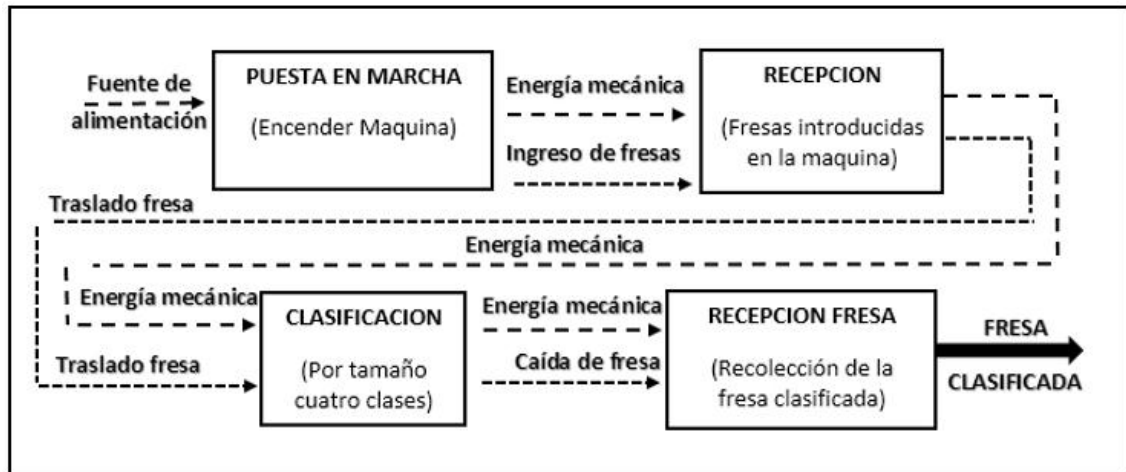 Fuente de
alimentación
PUESTA EN MARCHA
(Encender Maquina)
Energía mecánica
Ingreso de fresas
RECEPCION
(Fresas introducidas
en la maquina)
Traslado fresa
Energía mecánica
Energía mecánica
Traslado fresa
CLASIFICACION
(Por tamaño
cuatro clases)
Energía mecánica
Caída de fresa
RECEPCION FRESA
(Recolección de la
fresa clasificada)
FRESA
CLASIFICADA